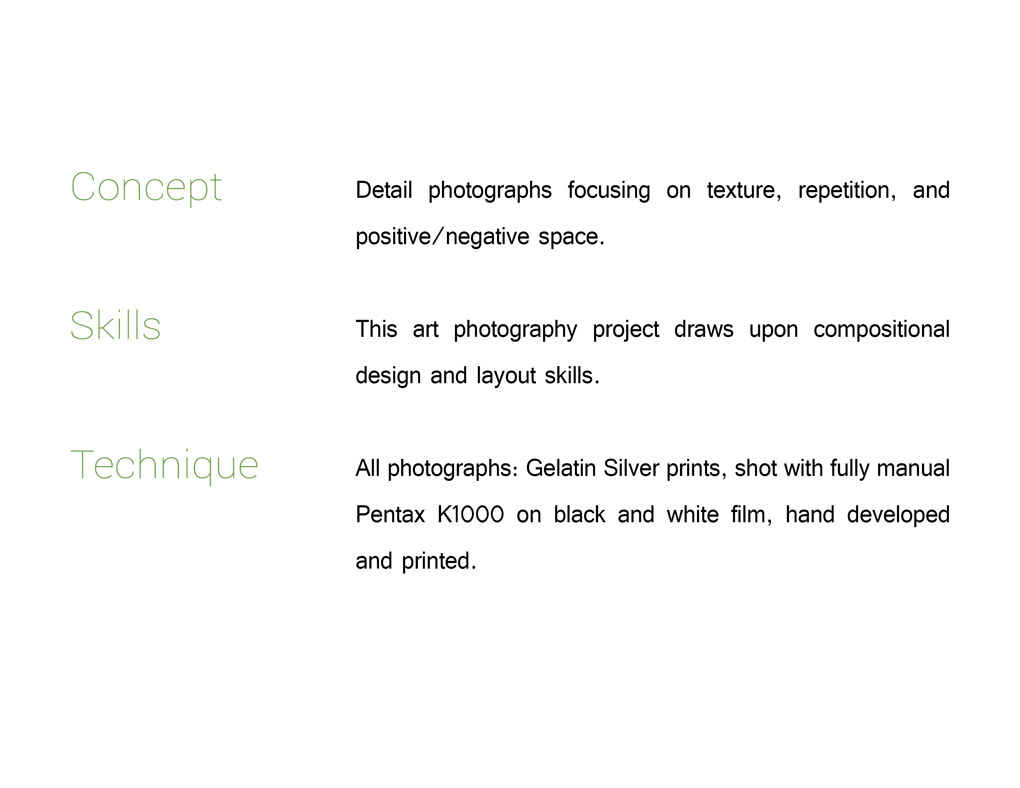 Concept
Detail photographs focusing on texture, repetition, and
positive/negative space.
Skills
This art photography project draws upon compositional
design and layout skills.
Technique
All photographs: Gelatin Silver prints, shot with fully manual
Pentax K1000 on black and white film, hand developed
and printed.